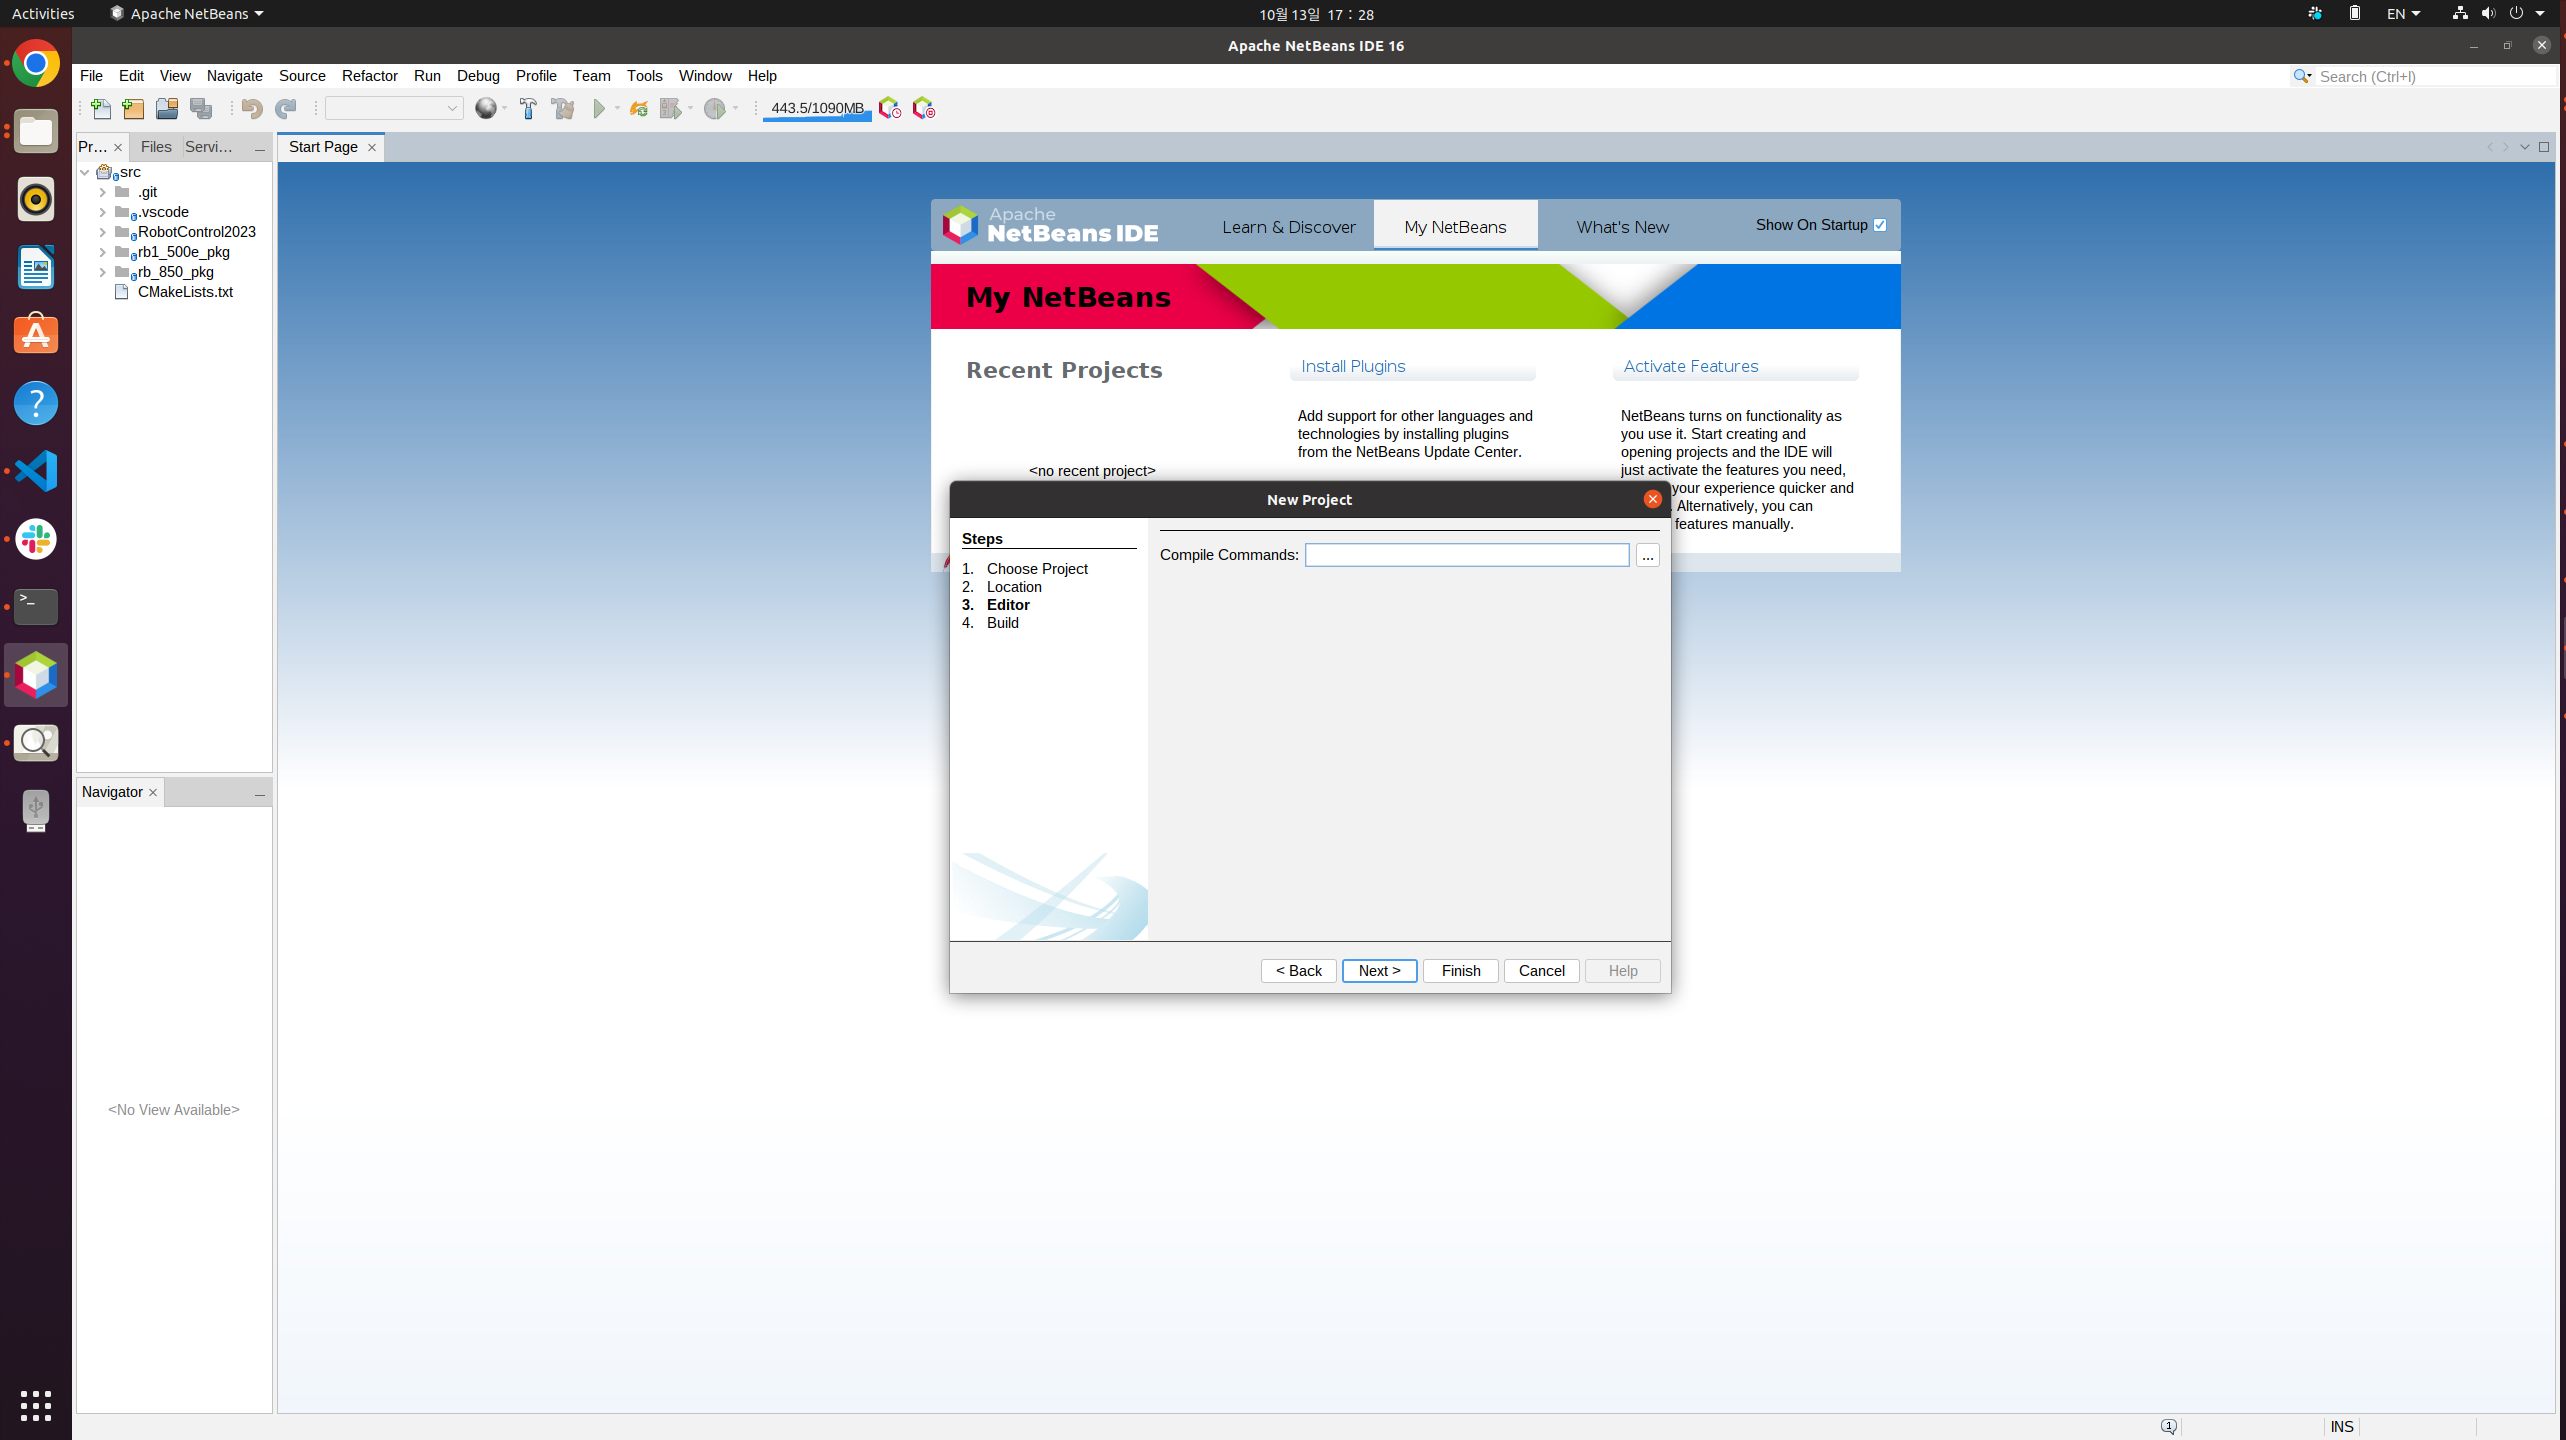 Activities
Apache NetBeans
10월 13일 17 : 28
EN
Apache NetBeans IDE 16
File Edit View Navigate Source Refactor Run Debug Profile Team Tools Window Help
Search (Ctrl+I)
443.5/1090MB
Pr... Files Servi...
Start Page
src
.git
.vscode
RobotControl2023
rb1_500e_pkg
rb_850_pkg
CMakeLists.txt
Apache
NetBeans IDE
Learn & Discover
My NetBeans
What's New
Show On Startup
My NetBeans
Recent Projects
<no recent project>
Install Plugins
Add support for other languages and
technologies by installing plugins
from the NetBeans Update Center.
Activate Features
NetBeans turns on functionality as
you use it. Start creating and
opening projects and the IDE will
just activate the features you need,
your experience quicker and
. Alternatively, you can
features manually.
New Project
Steps
1. Choose Project
2. Location
3. Editor
4. Build
Compile Commands:
...
< Back
Next >
Finish
Cancel
Help
Navigator
<No View Available>
1
INS